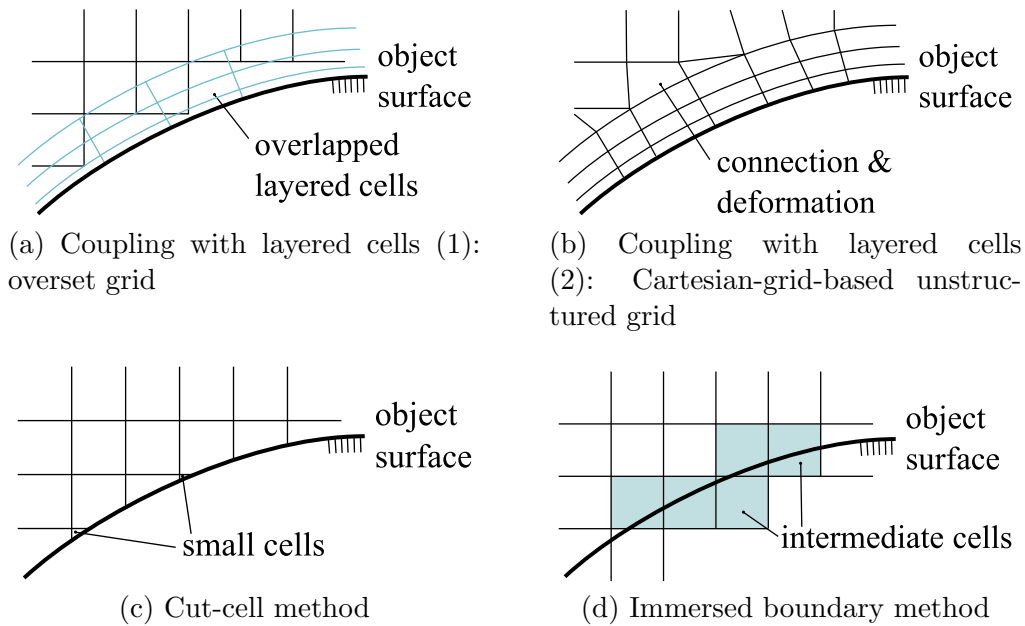 object
surface
overlapped
layered cells
(a) Coupling with layered cells (1):
overset grid
object
surface
connection &
deformation
(b) Coupling with layered cells
(2): Cartesian-grid-based unstruc-
tured grid
object
surface
small cells
(c) Cut-cell method
object
surface
intermediate cells
(d) Immersed boundary method